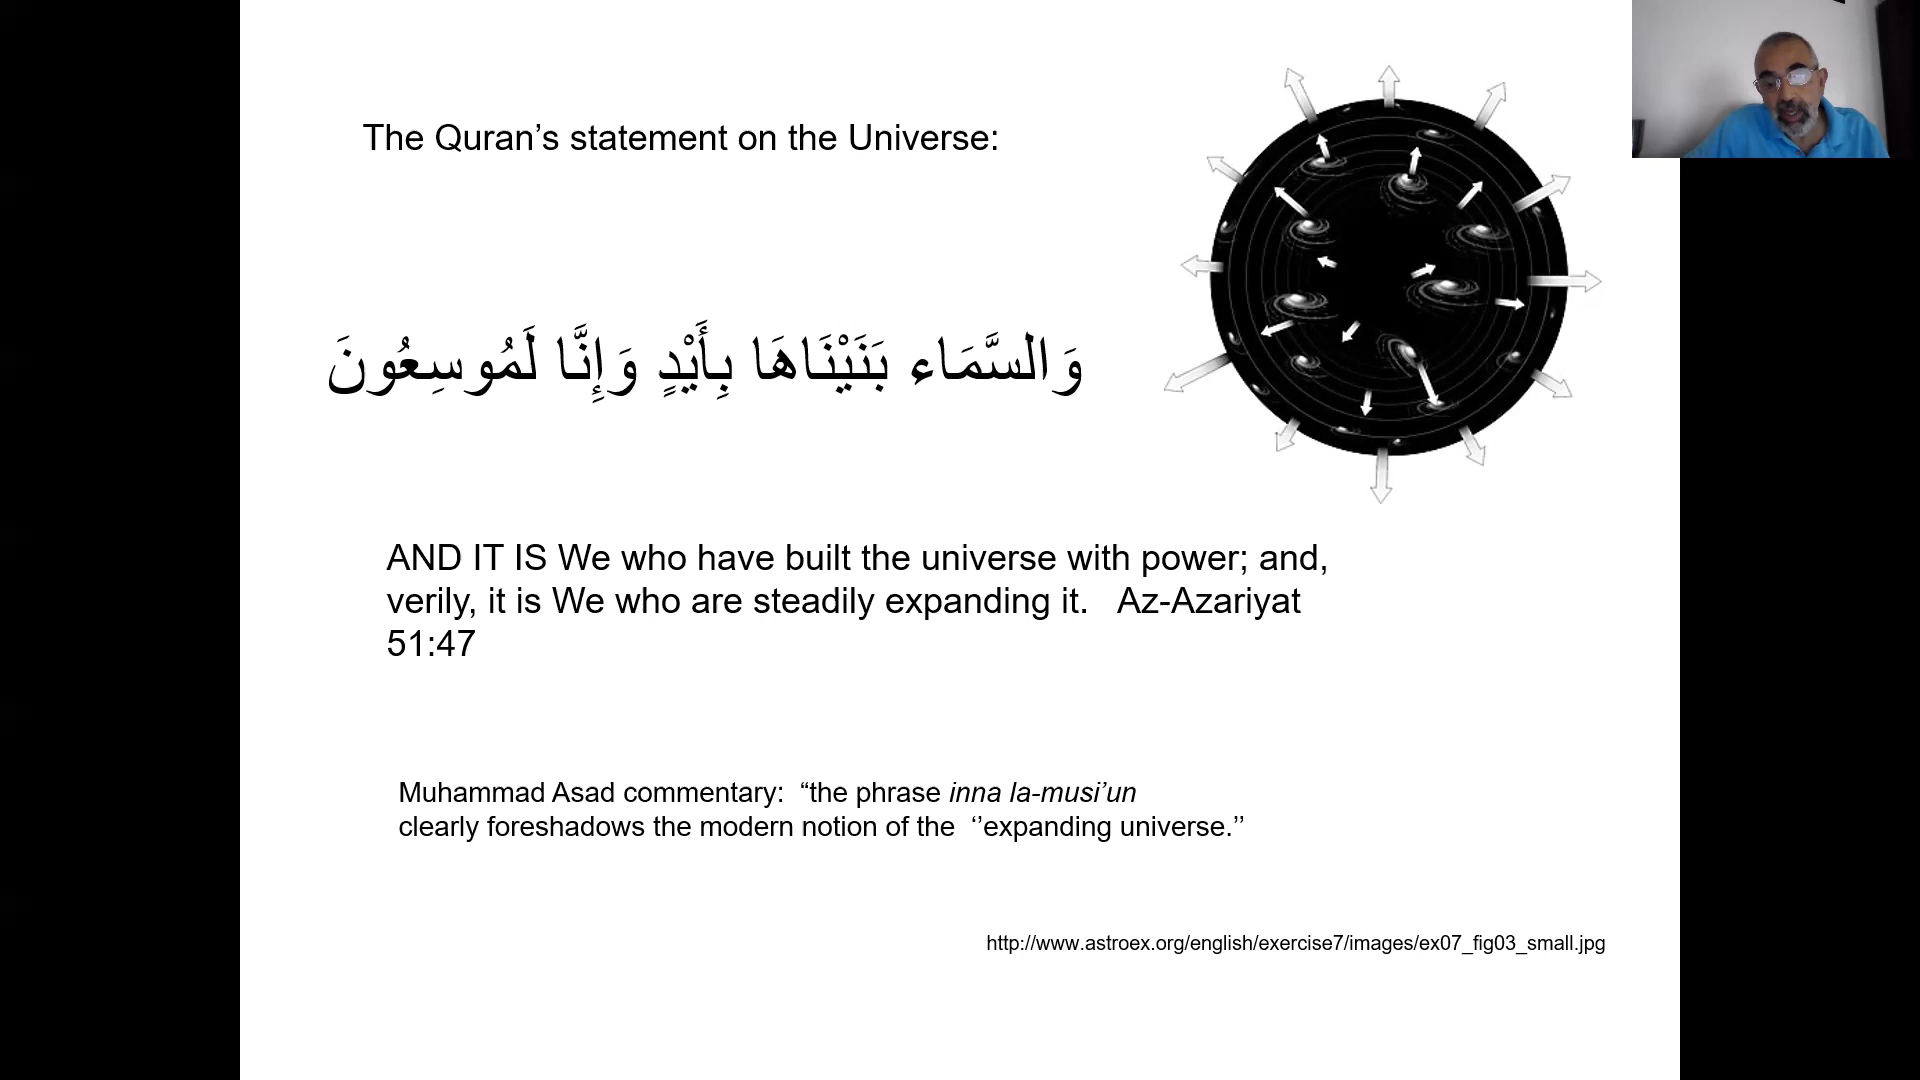 The Quran’s statement on the Universe:
وَالسَّمَاء بَنَيْنَاهَا بِأَيْدٍ وَإِنَّا لَمُوسِعُونَ
AND IT IS We who have built the universe with power; and,
verily, it is We who are steadily expanding it.   Az-Azariyat
51:47
Muhammad Asad commentary:  “the phrase inna la-musi’un
clearly foreshadows the modern notion of the  ‘’expanding universe.’’
http://www.astroex.org/english/exercise7/images/ex07_fig03_small.jpg